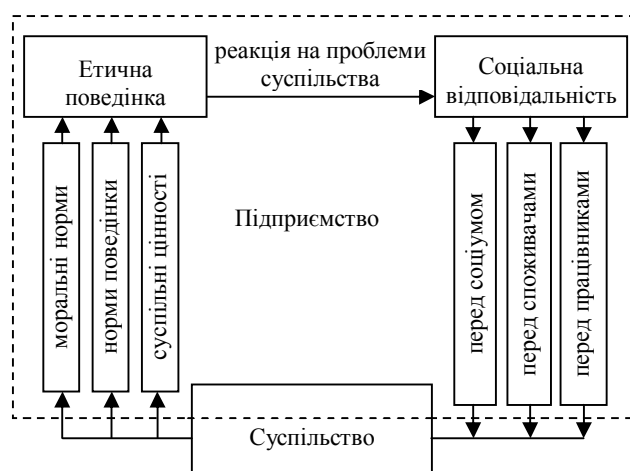 Етична
поведінка
реакція на проблеми
суспільства
Соціальна
відповідальність
моральні норми
норми поведінки
суспільні цінності
Підприємство
перед соціумом
перед споживачами
перед працівниками
Суспільство